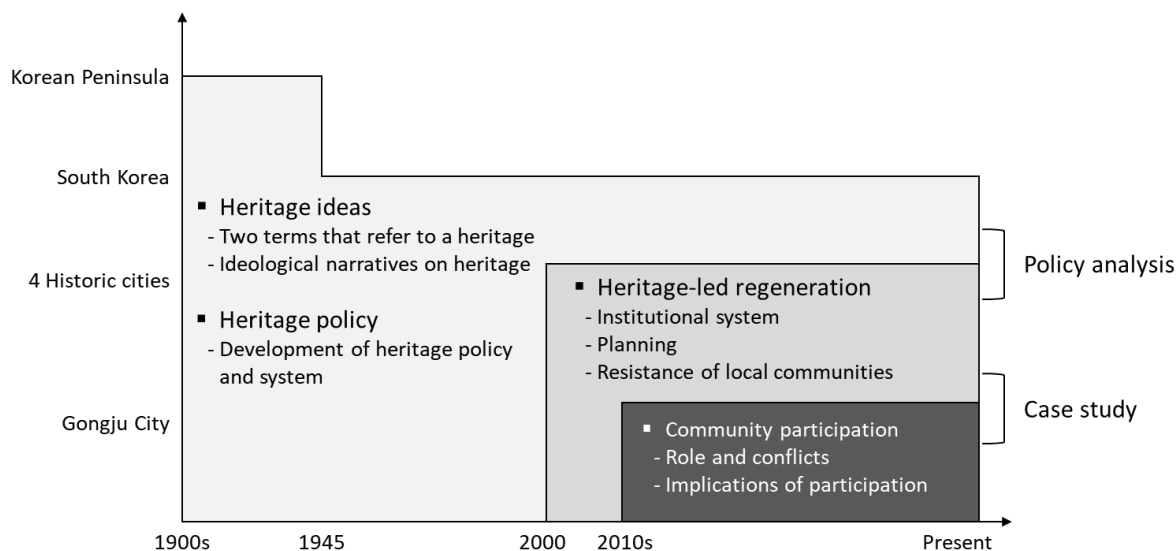 Korean Peninsula
South Korea
4 Historic cities
Gongju City
▪ Heritage ideas
- Two terms that refer to a heritage
- Ideological narratives on heritage
▪ Heritage policy
- Development of heritage policy
and system
▪ Heritage-led regeneration
- Institutional system
- Planning
- Resistance of local communities
▪ Community participation
- Role and conflicts
- Implications of participation
Policy analysis
Case study
1900s
1945
2000
2010s
Present